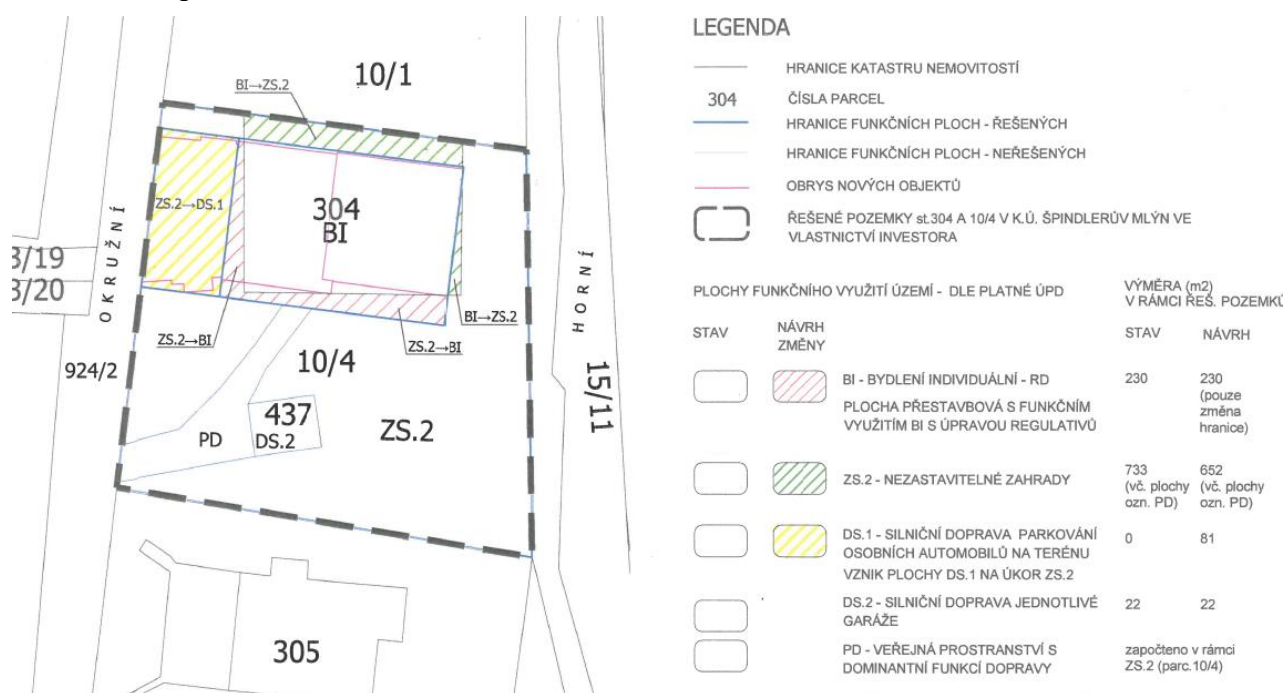 10/1
BI→ZS.2
ZS.2→DS.1
304
BI
3/19
3/20
OKRUŽNÍ
HORNÍ
15/11
ZS.2→BI
BI→ZS.2
ZS.2→BI
924/2
10/4
437
DS.2
PD
ZS.2
305
LEGENDA
HRANICE KATASTRU NEMOVITOSTÍ
304 ČÍSLA PARCEL
HRANICE FUNKČNÍCH PLOCH - ŘEŠENÝCH
HRANICE FUNKČNÍCH PLOCH - NEŘEŠENÝCH
OBRYS NOVÝCH OBJEKTŮ
ŘEŠENÉ POZEMKY st.304 A 10/4 V K.Ú. ŠPINDLERŮV MLÝN VE
VLASTNICTVÍ INVESTORA
PLOCHY FUNKČNÍHO VYUŽITÍ ÚZEMÍ - DLE PLATNÉ ÚPD
VÝMĚRA (m2)
V RÁMCI ŘEŠ. POZEMKŮ
STAV NÁVRH
ZMĚNY
STAV NÁVRH
BI - BYDLENÍ INDIVIDUÁLNÍ - RD
PLOCHA PŘESTAVBOVÁ S FUNKČNÍM
VYUŽITÍM BI S ÚPRAVOU REGULATIVŮ
230
230
(pouze
změna
hranice)
ZS.2 - NEZASTAVITELNÉ ZAHRADY
733
(vč. plochy
ozn. PD)
652
(vč. plochy
ozn. PD)
DS.1 - SILNIČNÍ DOPRAVA PARKOVÁNÍ
OSOBNÍCH AUTOMOBILŮ NA TERÉNU
VZNIK PLOCHY DS.1 NA ÚKOR ZS.2
0 81
DS.2 - SILNIČNÍ DOPRAVA JEDNOTLIVÉ
GARÁŽE
22 22
PD - VEŘEJNÁ PROSTRANSTVÍ S
DOMINANTNÍ FUNKCÍ DOPRAVY
započteno v rámci
ZS.2 (parc.10/4)